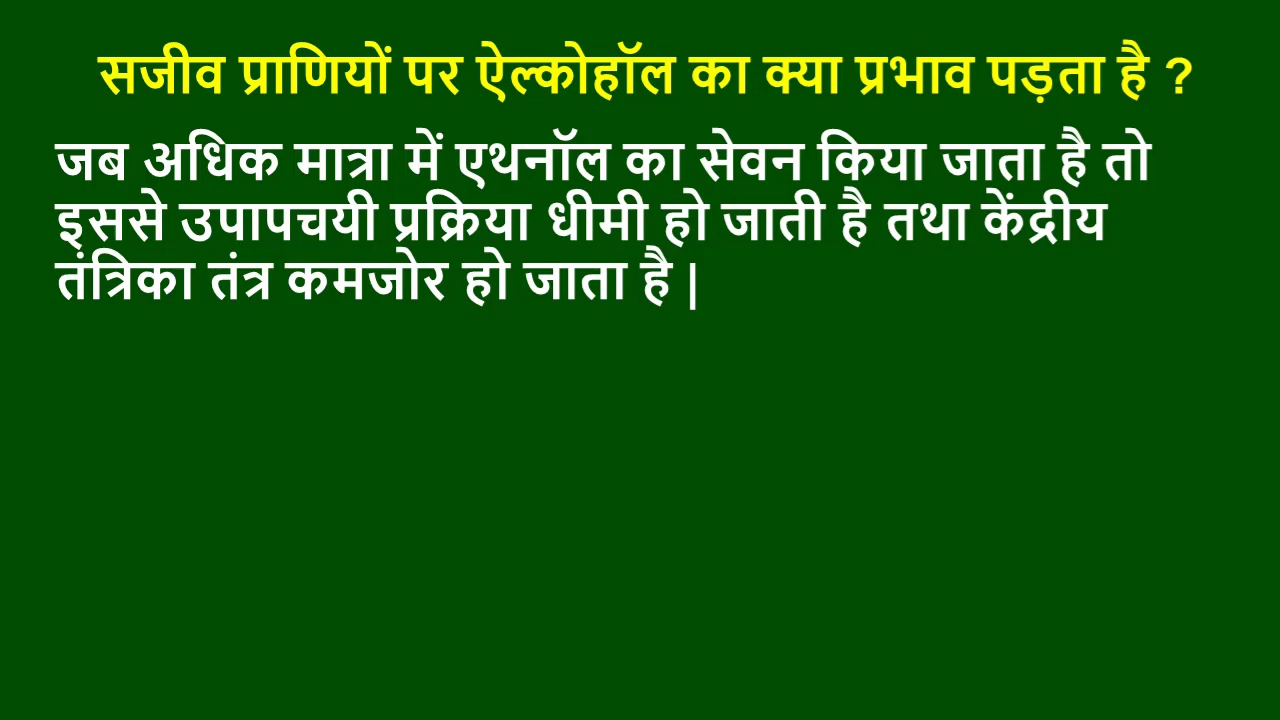 सजीव प्राणियों पर ऐल्कोहॉल का क्या प्रभाव पड़ता है ?
जब अधिक मात्रा में एथनॉल का सेवन किया जाता है तो
इससे उपापचयी प्रक्रिया धीमी हो जाती है तथा केंद्रीय
तंत्रिका तंत्र कमजोर हो जाता है |